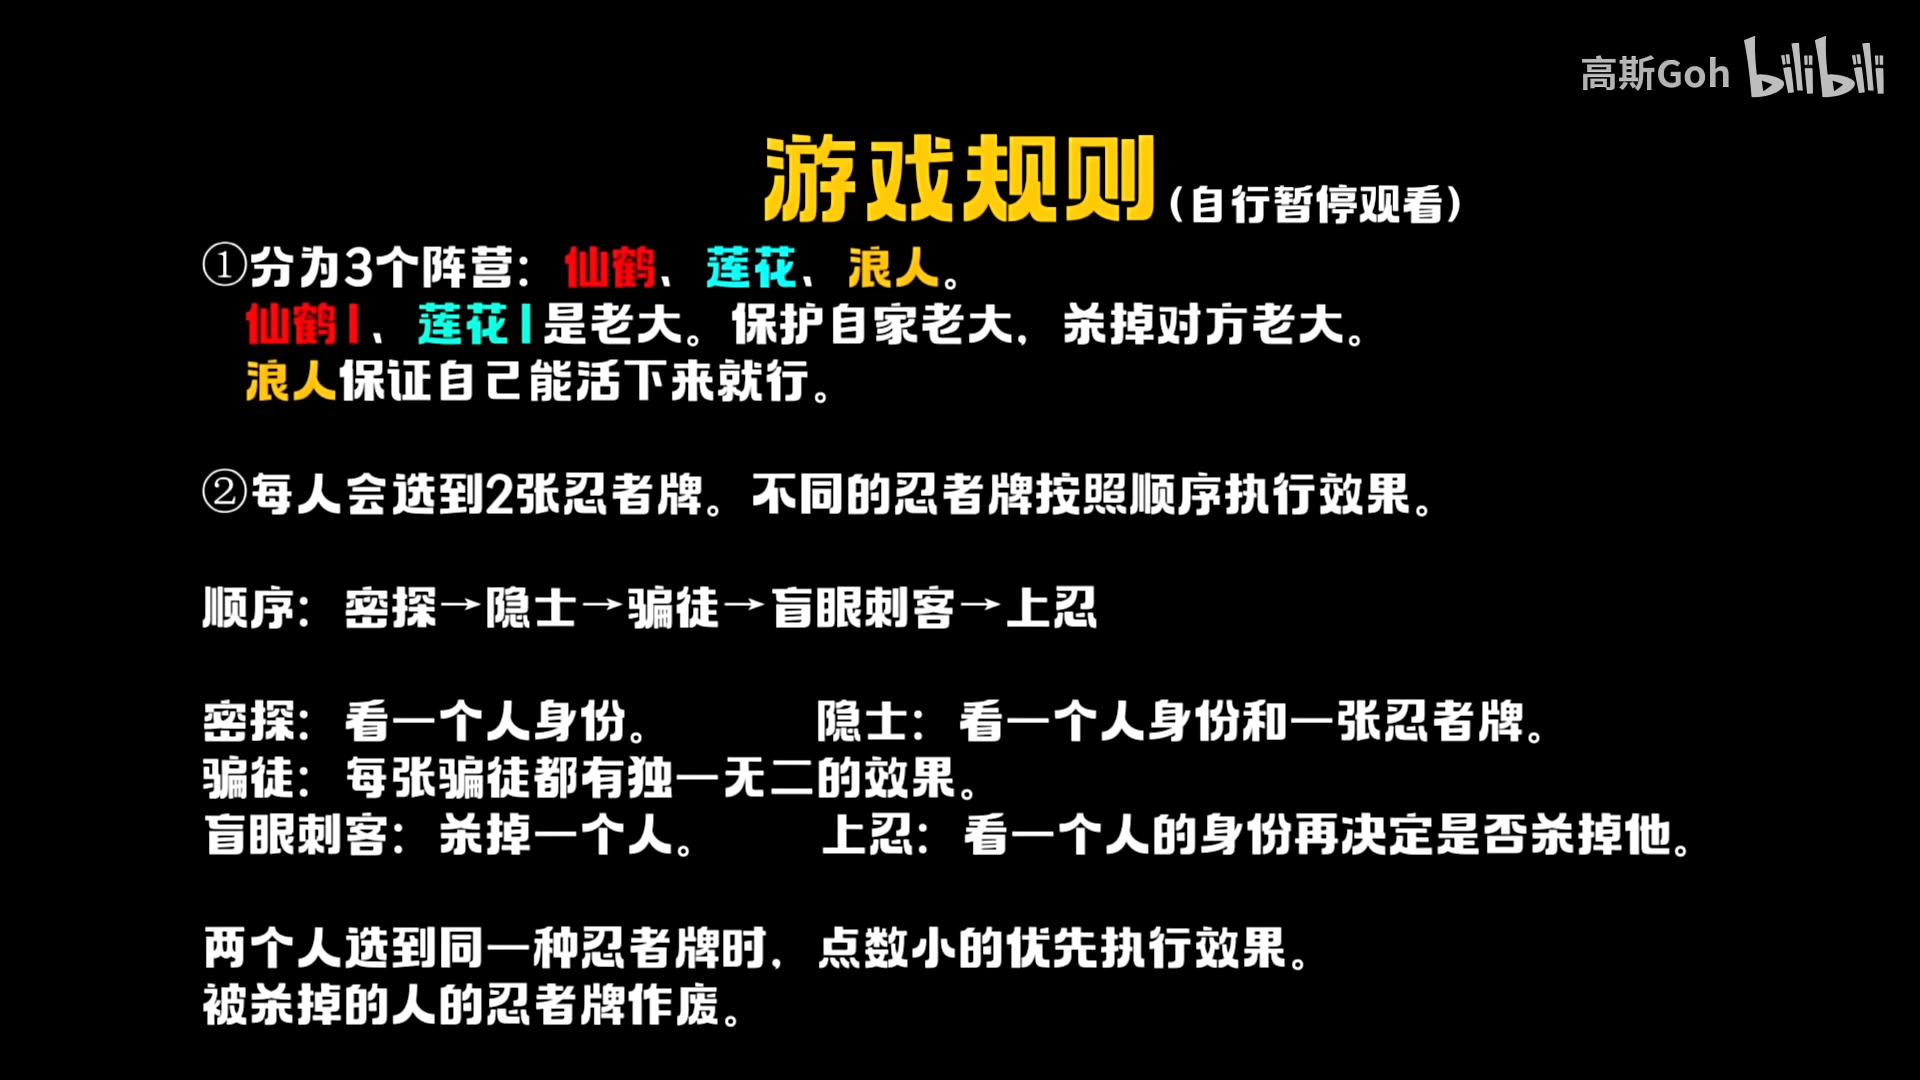 高斯Goh bilibili
游戏规则(自行暂停观看)
①分为3个阵营：仙鹤、莲花、浪人。
仙鹤1、莲花1是老大。保护自家老大，杀掉对方老大。
浪人保证自己能活下来就行。
②每人会选到2张忍者牌。不同的忍者牌按照顺序执行效果。
顺序：密探→隐士→骗徒→盲眼刺客→上忍
密探：看一个人身份。 隐士：看一个人身份和一张忍者牌。
骗徒：每张骗徒都有独一无二的效果。
盲眼刺客：杀掉一个人。 上忍：看一个人的身份再决定是否杀掉他。
两个人选到同一种忍者牌时，点数小的优先执行效果。
被杀掉的人的忍者牌作废。